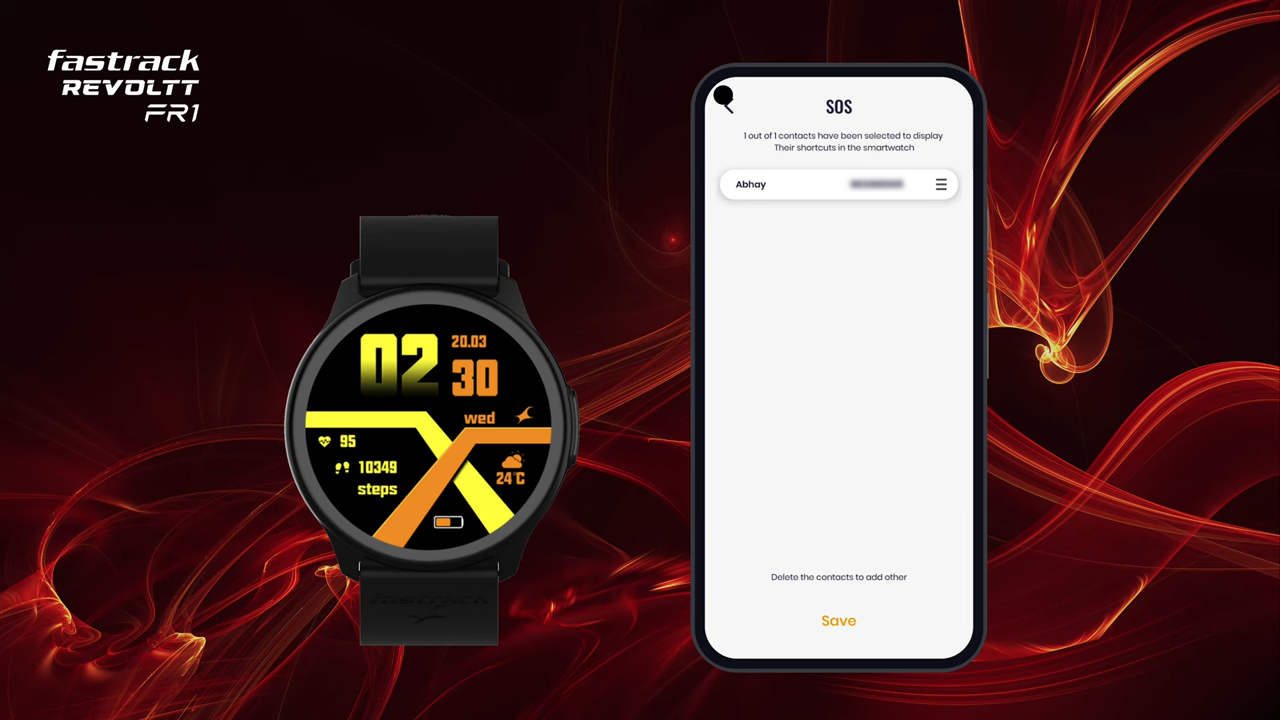 fastrack
REVOLTT
FR1
02
20.03
30
wed
95
10349
steps
24°C
fastrack
SOS
1 out of 1 contacts have been selected to display
Their shortcuts in the smartwatch
Abhay
Delete the contacts to add other
Save